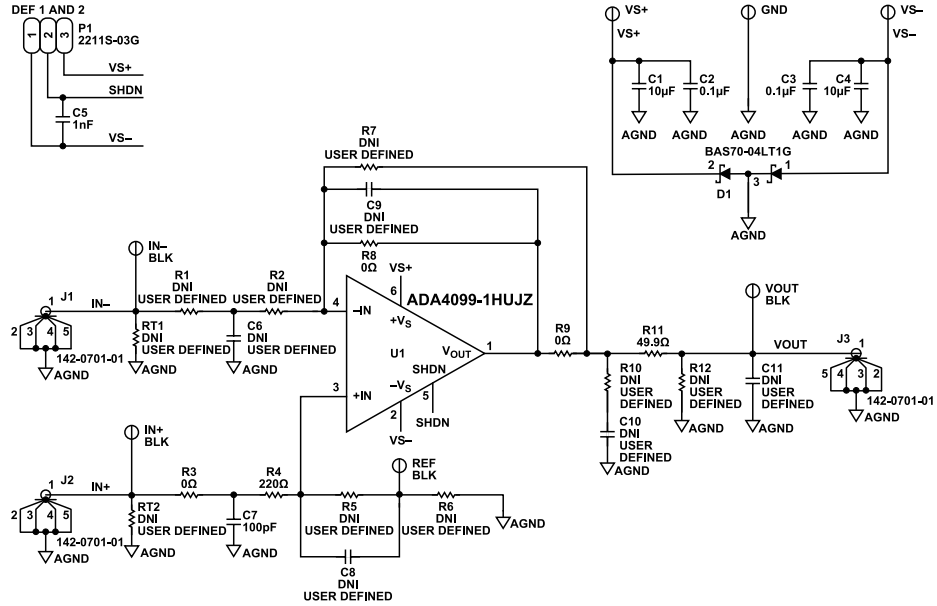 DEF 1 AND 2
1 2 3
P1
2211S-03G
VS+
SHDN
C5
1nF
VS–
VS+
VS+
GND
VS–
VS–
C1
10µF
C2
0.1µF
C3
0.1µF
C4
10µF
AGND
AGND
AGND
AGND
AGND
BAS70-04LT1G
2
3
1
D1
AGND
R7
DNI
USER DEFINED
C9
DNI
USER DEFINED
R8
0Ω
IN–
BLK
J1
1
IN–
2 3 4 5
142-0701-01
AGND
RT1
DNI
USER DEFINED
AGND
R1
DNI
USER DEFINED
R2
DNI
USER DEFINED
C6
DNI
USER DEFINED
AGND
VS+
6
ADA4099-1HUJZ
4
–IN
+VS
U1
VOUT
1
SHDN
3
+IN
–VS
5
2
SHDN
VS–
R9
0Ω
R11
49.9Ω
VOUT
BLK
VOUT
J3
1
5 4 3 2
142-0701-01
AGND
R10
DNI
USER
DEFINED
C10
DNI
USER
DEFINED
AGND
R12
DNI
USER
DEFINED
AGND
C11
DNI
USER
DEFINED
AGND
IN+
BLK
J2
1
IN+
2 3 4 5
142-0701-01
AGND
RT2
DNI
USER DEFINED
AGND
R3
0Ω
R4
220Ω
C7
100pF
AGND
REF
BLK
R5
DNI
USER DEFINED
R6
DNI
USER DEFINED
AGND
C8
DNI
USER DEFINED